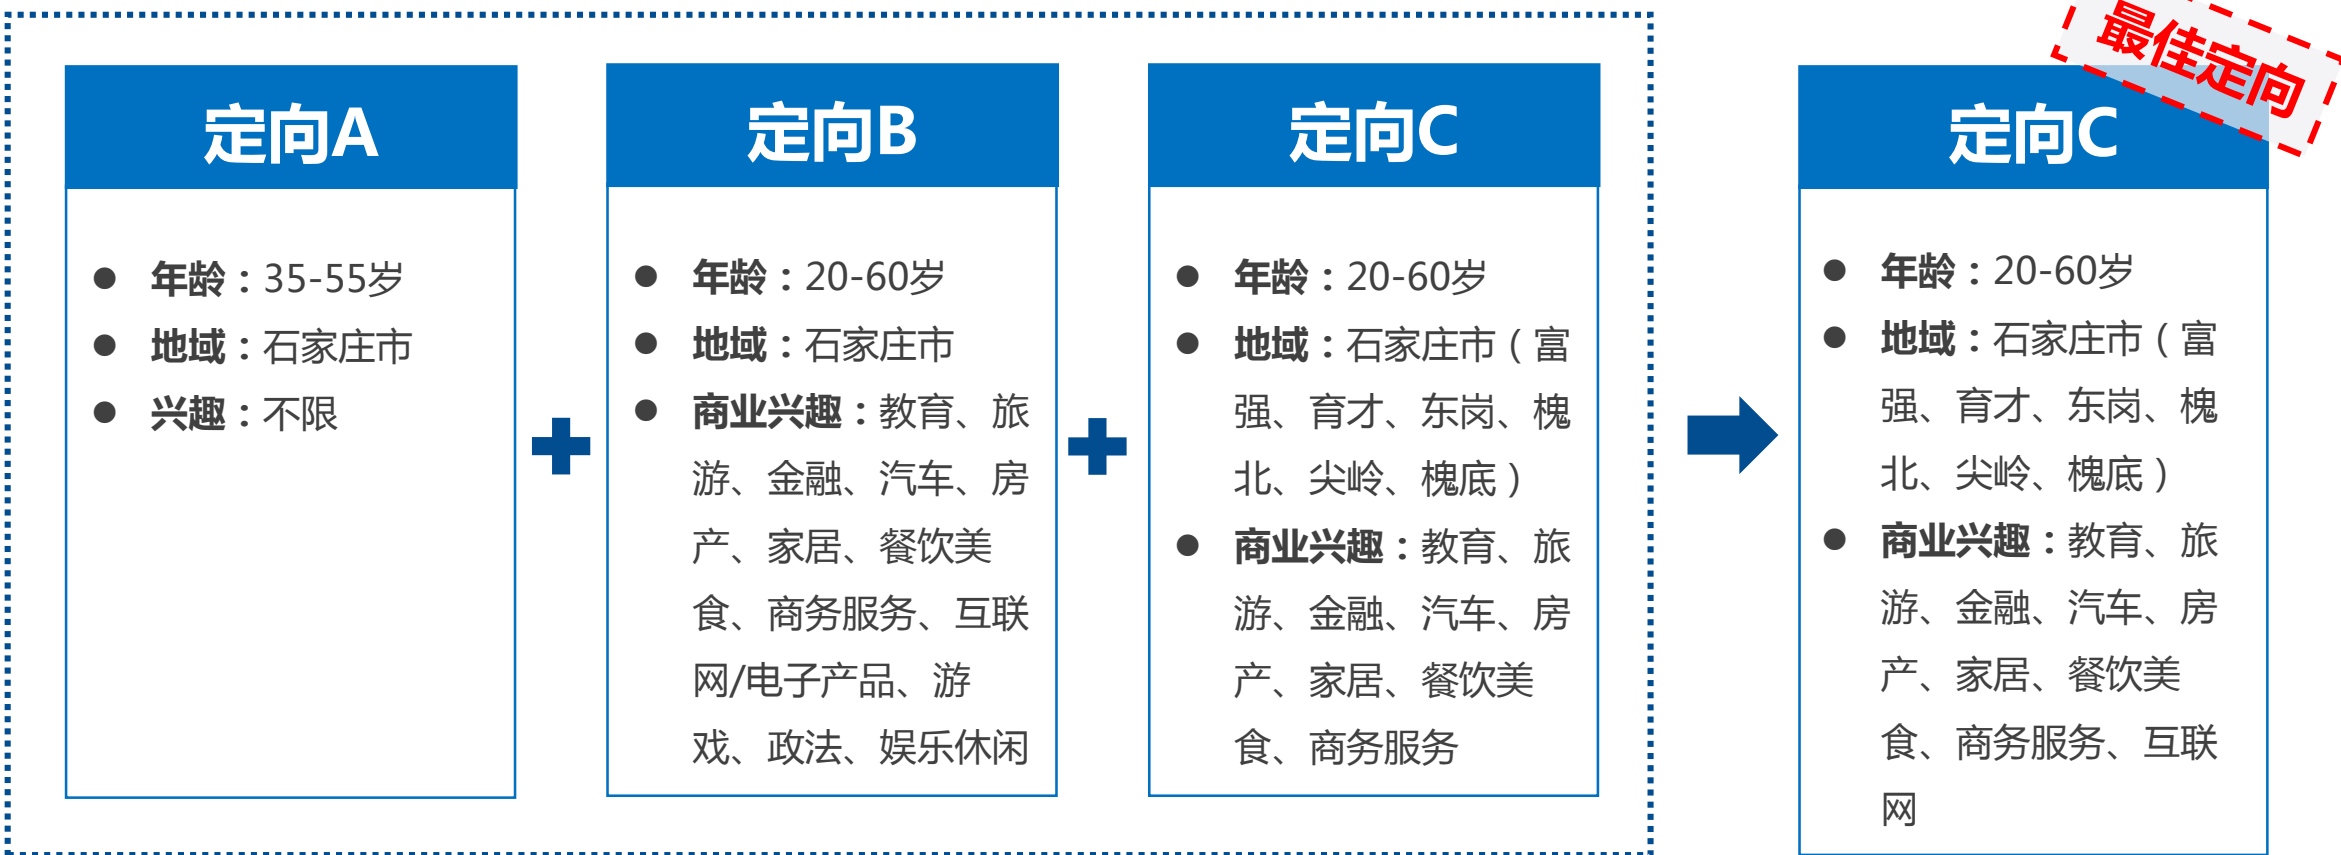 定向A
年龄：35-55岁
地域：石家庄市
兴趣：不限
定向B
年龄：20-60岁
地域：石家庄市
商业兴趣：教育、旅
游、金融、汽车、房
产、家居、餐饮美
食、商务服务、互联
网/电子产品、游
戏、政法、娱乐休闲
定向C
年龄：20-60岁
地域：石家庄市（富
强、育才、东岗、槐
北、尖岭、槐底）
商业兴趣：教育、旅
游、金融、汽车、房
产、家居、餐饮美
食、商务服务
最佳定向
定向C
年龄：20-60岁
地域：石家庄市（富
强、育才、东岗、槐
北、尖岭、槐底）
商业兴趣：教育、旅
游、金融、汽车、房
产、家居、餐饮美
食、商务服务、互联
网